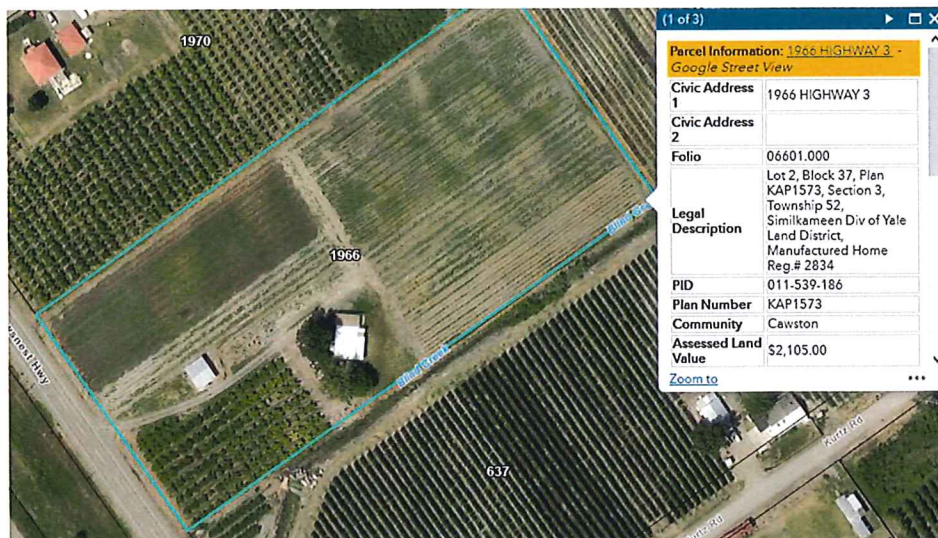 1970
1966
Blind Creek
637
Kurtz Rd
Kurtz Rd
(1 of 3)
Parcel Information: 1966 HIGHWAY 3 -
Google Street View
Civic Address
1
1966 HIGHWAY 3
Civic Address
2
Folio
06601.000
Legal
Description
Lot 2, Block 37, Plan
KAP1573, Section 3,
Township 52,
Similkameen Div of Yale
Land District,
Manufactured Home
Reg.# 2834
PID
011-539-186
Plan Number
KAP1573
Community
Cawston
Assessed Land
Value
$2,105.00
Zoom to